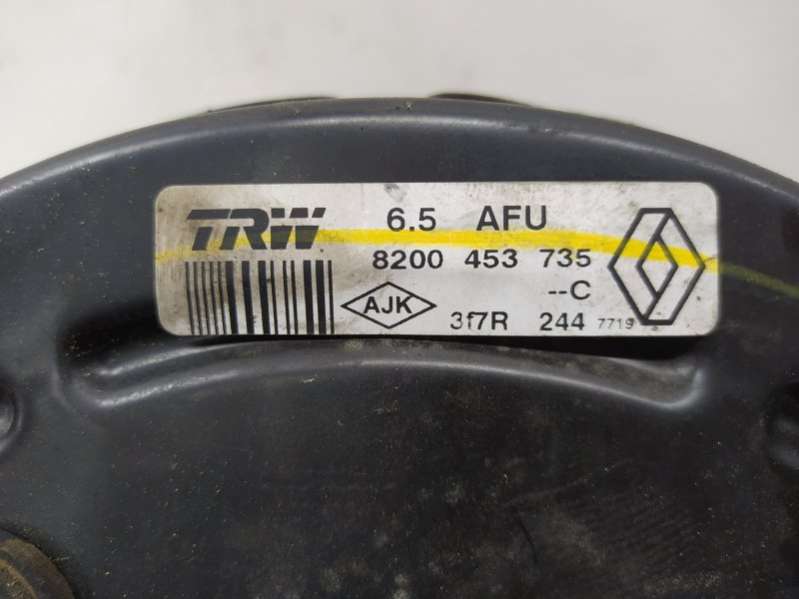 TRW 6.5 AFU
8200 453 735
--C
AJK 3f7R 244 7719